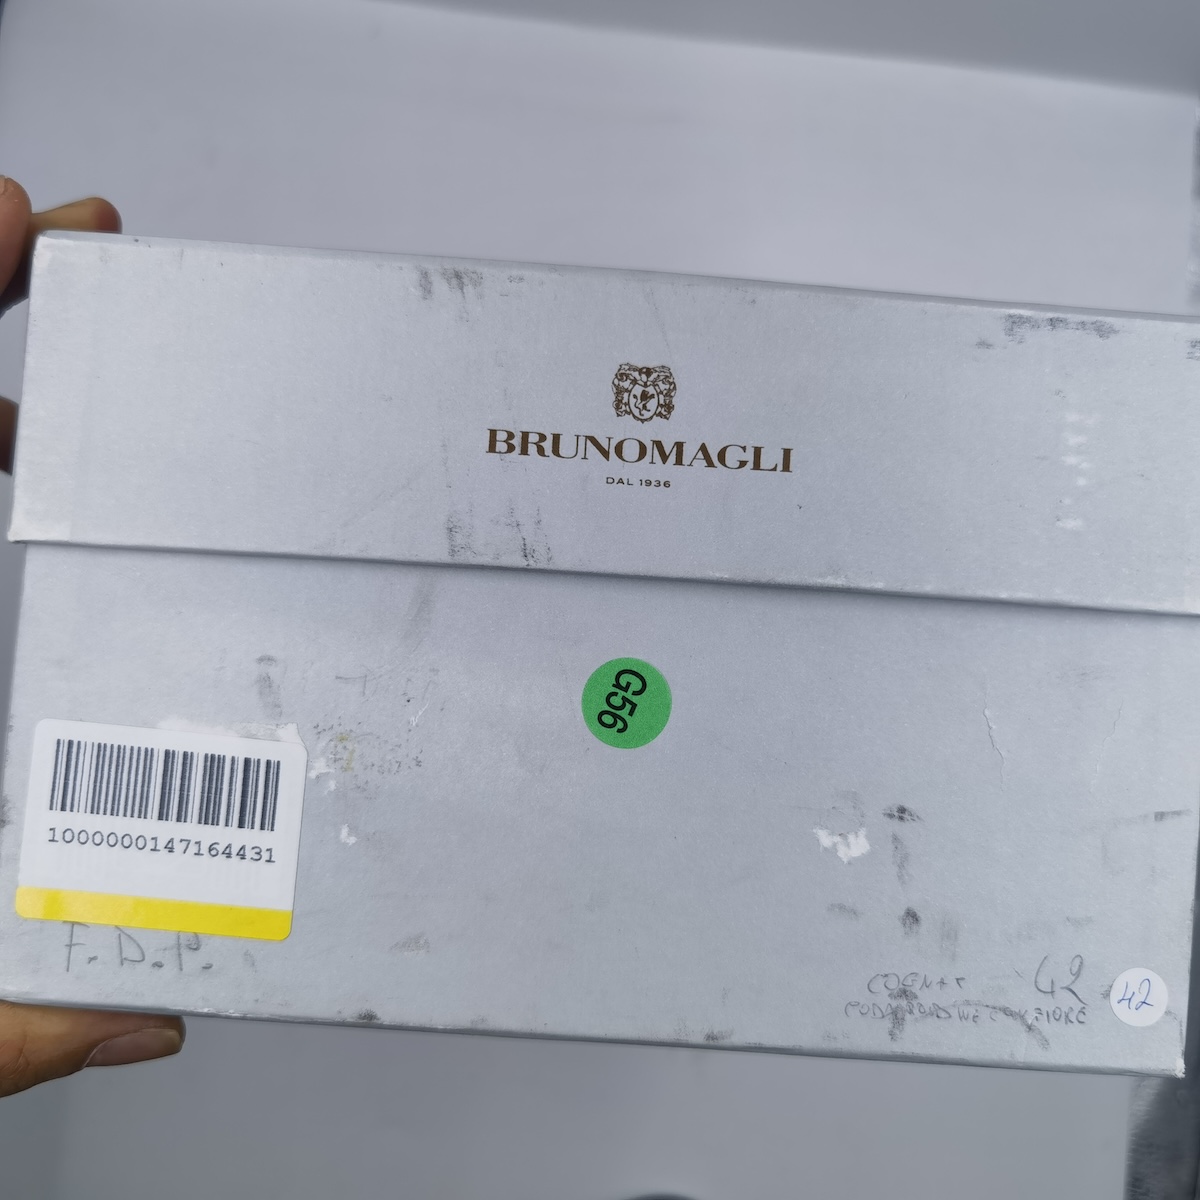 BRUNOMAGLI
DAL 1936
G56
1000000147164431
F. D. P.
COGNAC 42
42